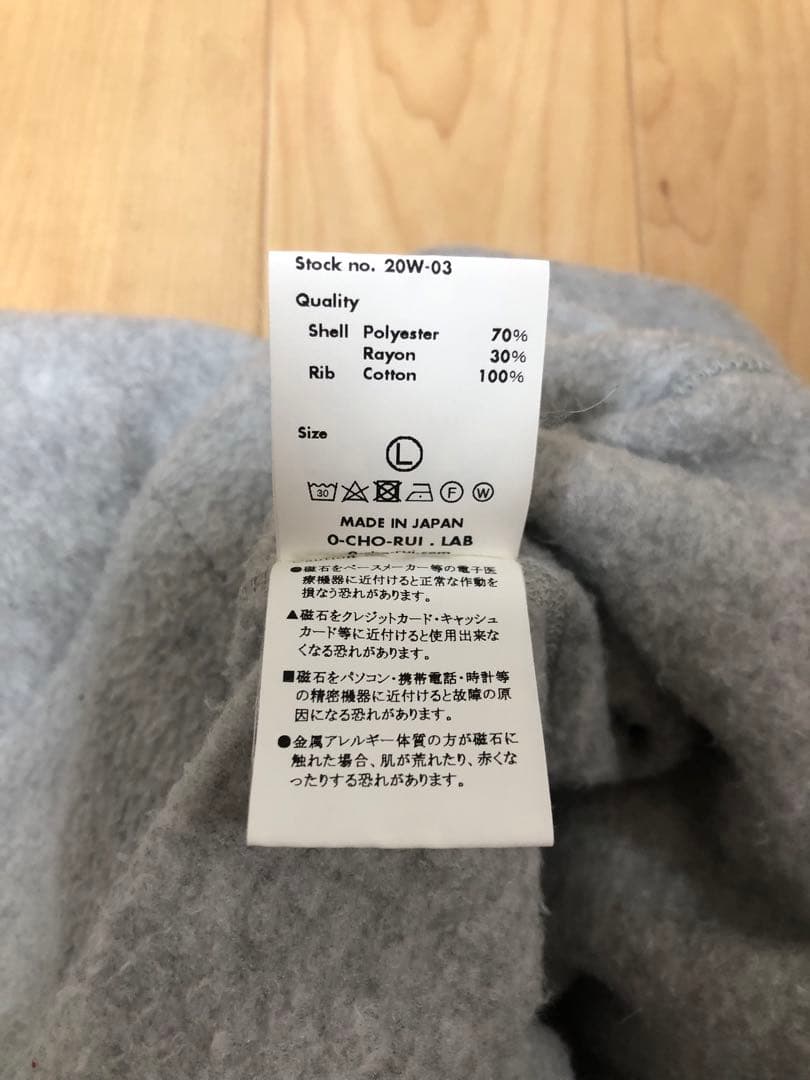 Stock no. 20W-03
Quality
Shell Polyester 70%
Rayon 30%
Rib Cotton 100%
Size
L
30 F W
MADE IN JAPAN
0-CHO-RUI . LAB
●磁石をペースメーカー等の電子医
療機器に近付けると正常な作動を
損なう恐れがあります。
▲磁石をクレジットカード・キャッシュ
カード等に近付けると使用出来な
くなる恐れがあります。
■磁石をパソコン・携帯電話・時計等
の精密機器に近付けると故障の原
因になる恐れがあります。
●金属アレルギー体質の方が磁石に
触れた場合、肌が荒れたり、赤くな
ったりする恐れがあります。